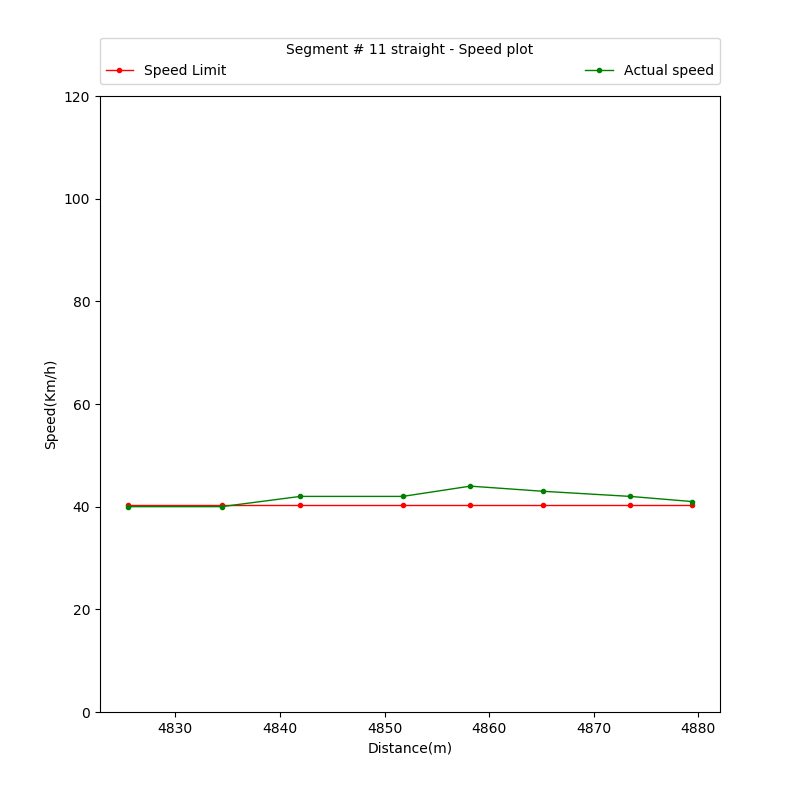 Segment # 11 straight - Speed plot
Speed Limit
Actual speed
120
100
80
60
40
20
0
Speed(Km/h)
4830 4840 4850 4860 4870 4880
Distance(m)